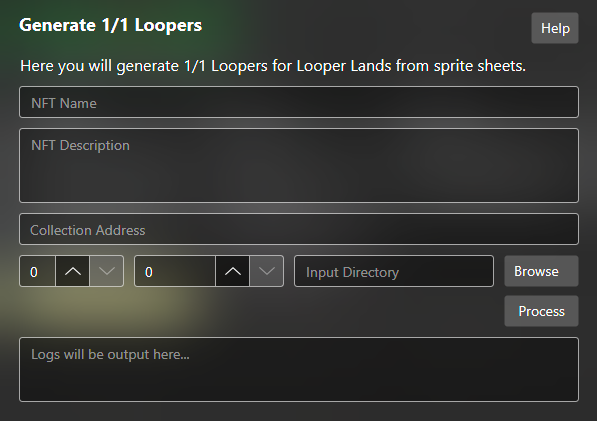 Generate 1/1 Loopers
Help
Here you will generate 1/1 Loopers for Looper Lands from sprite sheets.
NFT Name
NFT Description
Collection Address
0
0
Input Directory
Browse
Process
Logs will be output here...